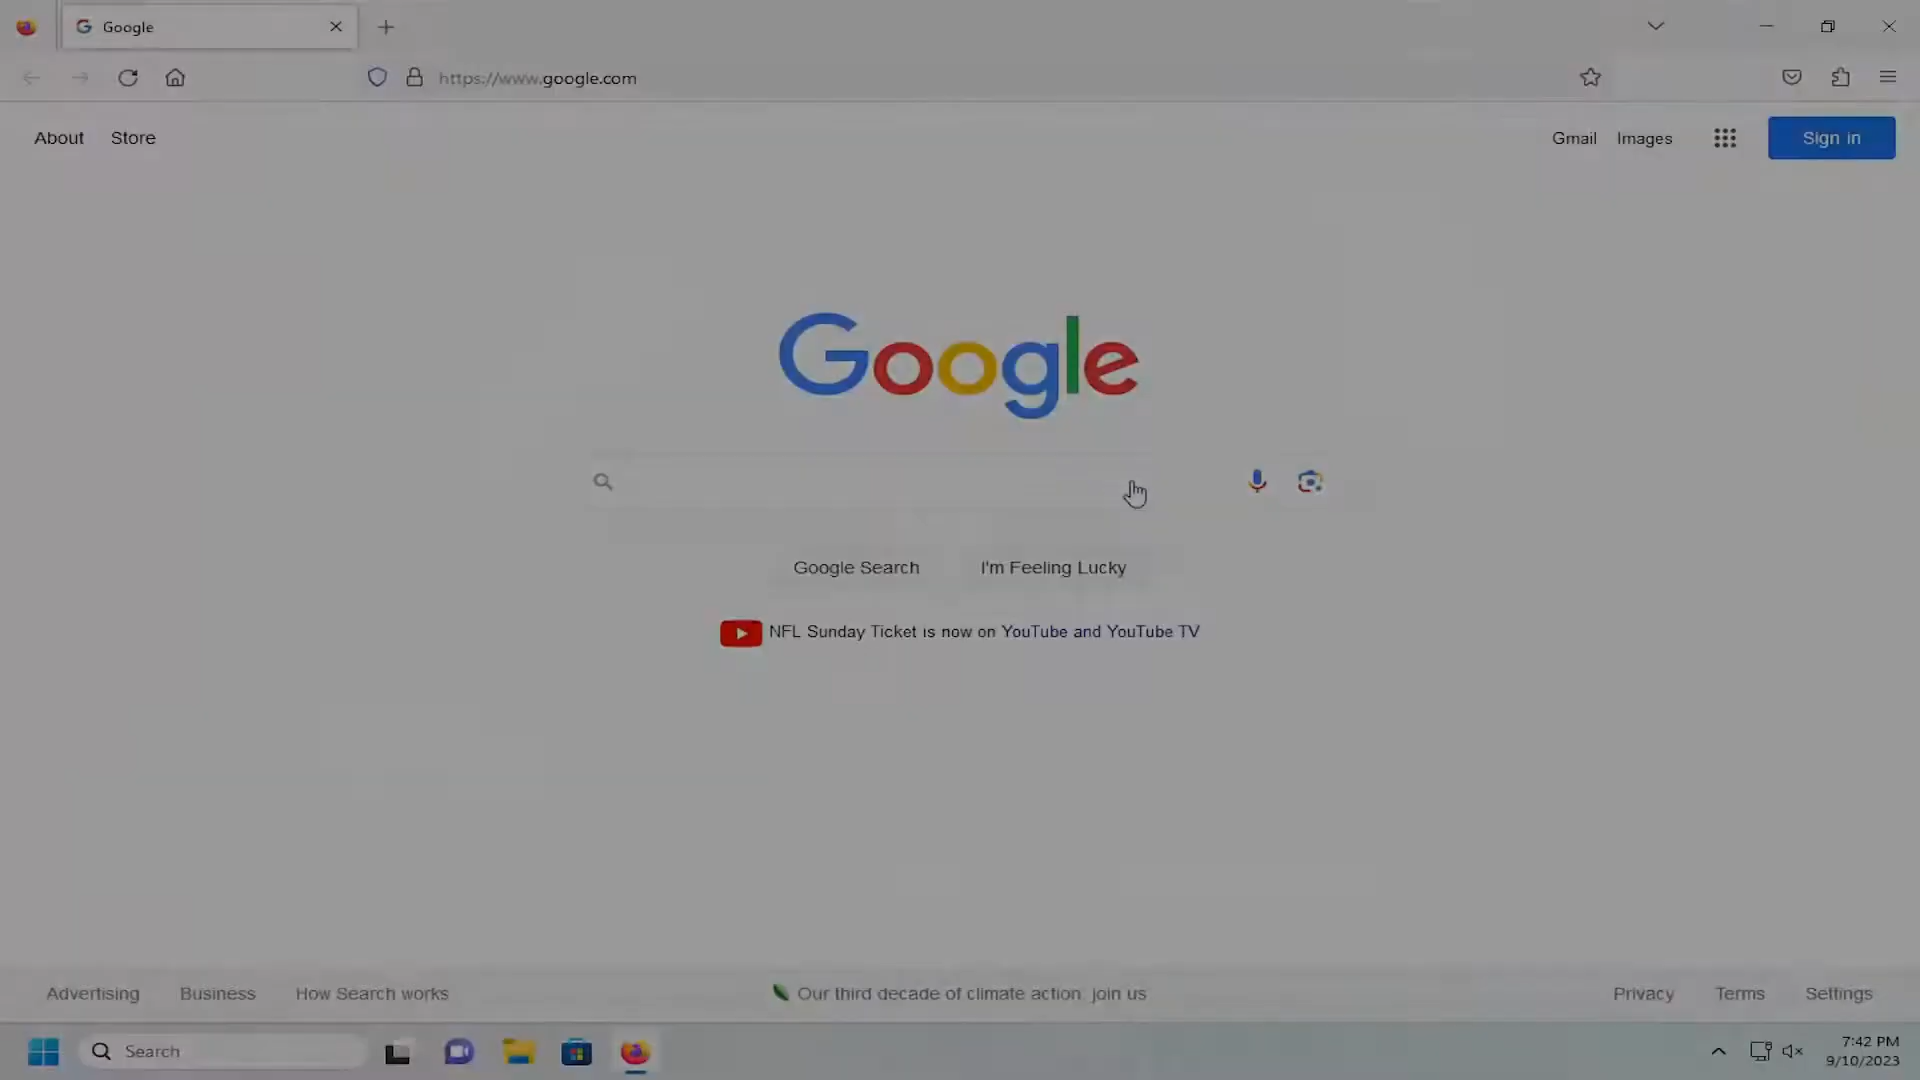 Google
https://www.google.com
About Store
Gmail Images Sign in
Google
Google Search I'm Feeling Lucky
NFL Sunday Ticket is now on YouTube and YouTube TV
Advertising Business How Search works
Our third decade of climate action: join us
Privacy Terms Settings
Search
7:42 PM
9/10/2023